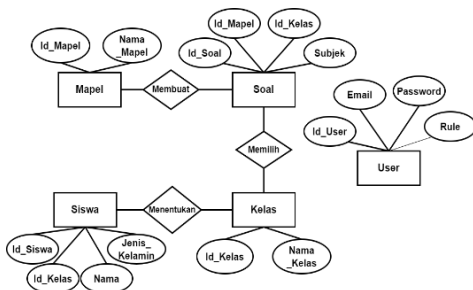 Id_Mapel
Nama
_Mapel
Id_Mapel
Id_Kelas
Id_Soal
Subjek
Mapel
Membuat
Soal
Email
Password
Id_User
Rule
Memilih
User
Siswa
Menentukan
Kelas
Id_Siswa
Jenis_
Kelamin
Id_Kelas
Nama
Id_Kelas
Nama
_Kelas